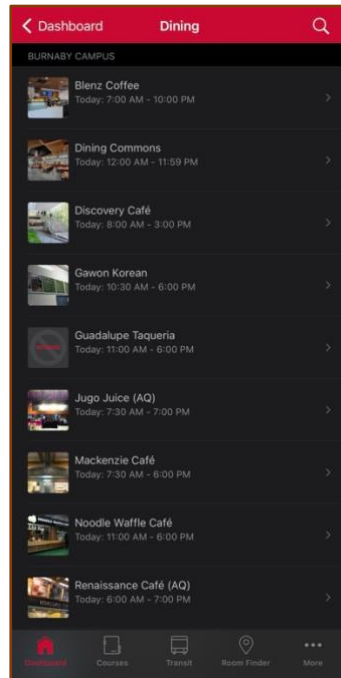 Dashboard
Dining
BURNABY CAMPUS
Blenz Coffee
Today: 7:00 AM - 10:00 PM
Dining Commons
Today: 12:00 AM - 11:59 PM
Discovery Café
Today: 8:00 AM - 3:00 PM
Gawon Korean
Today: 10:30 AM - 6:00 PM
Guadalupe Taqueria
Today: 11:00 AM - 6:00 PM
Jugo Juice (AQ)
Today: 7:30 AM - 7:00 PM
Mackenzie Café
Today: 7:30 AM - 6:00 PM
Noodle Waffle Café
Today: 11:00 AM - 6:00 PM
Renaissance Café (AQ)
Today: 6:00 AM - 7:00 PM
Dashboard
Courses
Transit
Room Finder
More